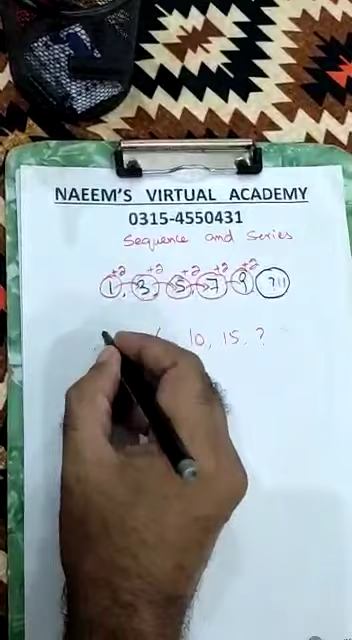 NAEEM'S VIRTUAL ACADEMY
0315-4550431
Sequence and Series
+2 +2 +2 +2 +2
1, 3, 5, 7, 9 ? 11
10, 15, ?